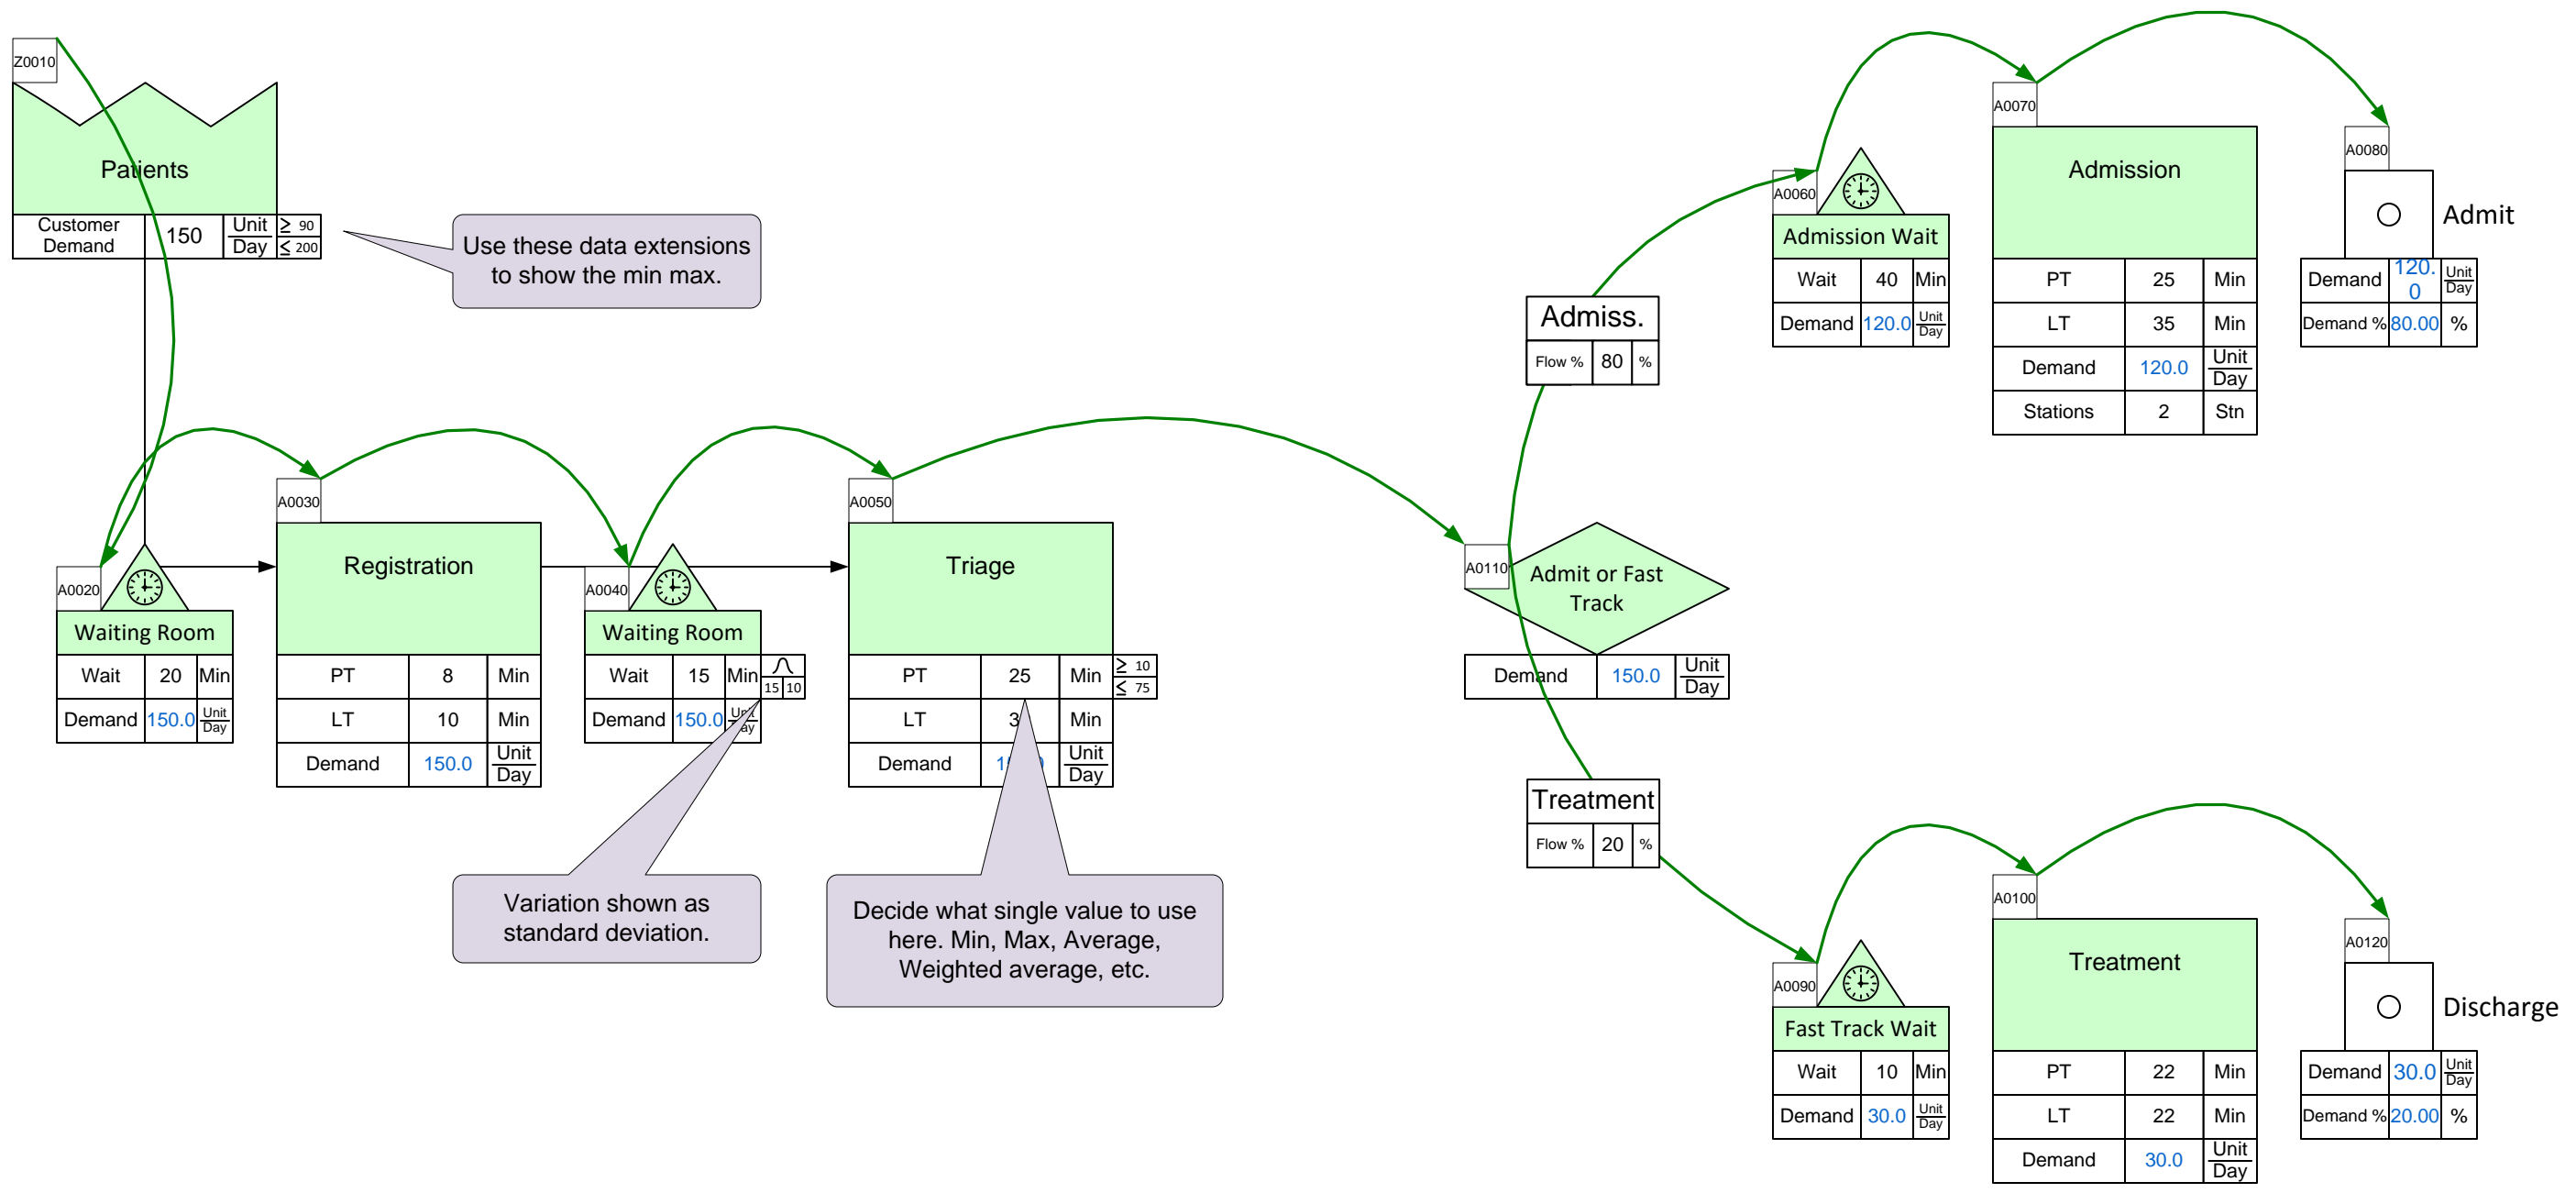 Z0010
Patients
Customer Demand 150 Unit Day ≥ 90 ≤ 200
Use these data extensions
to show the min max.
A0020
Waiting Room
Wait 20 Min
Demand 150.0 Unit Day
A0030
Registration
PT 8 Min
LT 10 Min
Demand 150.0 Unit Day
A0040
Waiting Room
Wait 15 Min 15 10
Demand 150.0
Variation shown as
standard deviation.
A0050
Triage
PT 25 Min ≥ 10 ≤ 75
LT Min
Demand Unit Day
Decide what single value to use
here. Min, Max, Average,
Weighted average, etc.
A0110
Admit or Fast
Track
Demand 150.0 Unit Day
Admiss.
Flow % 80 %
A0060
Admission Wait
Wait 40 Min
Demand 120.0 Unit Day
A0070
Admission
PT 25 Min
LT 35 Min
Demand 120.0 Unit Day
Stations 2 Stn
A0080
Admit
Demand 120.0 Unit Day
Demand % 80.00 %
Treatment
Flow % 20 %
A0090
Fast Track Wait
Wait 10 Min
Demand 30.0 Unit Day
A0100
Treatment
PT 22 Min
LT 22 Min
Demand 30.0 Unit Day
A0120
Discharge
Demand 30.0 Unit Day
Demand % 20.00 %